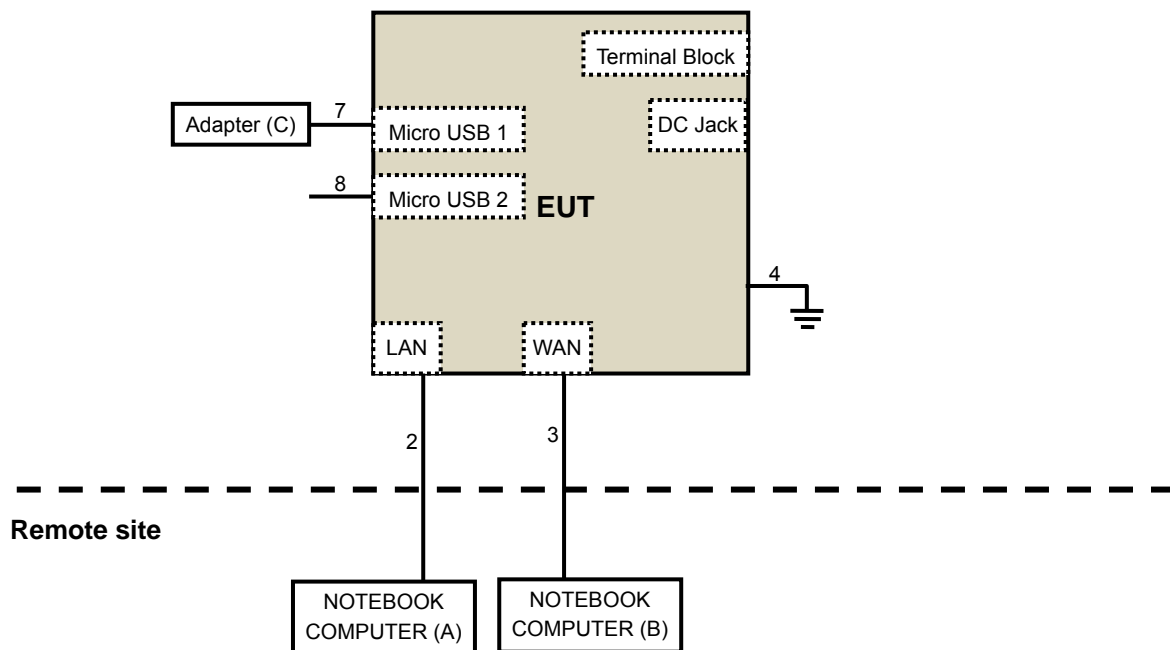 Terminal Block
7
Adapter (C)
Micro USB 1
DC Jack
8
Micro USB 2
EUT
4
LAN
WAN
2
3
Remote site
NOTEBOOK
COMPUTER (A)
NOTEBOOK
COMPUTER (B)